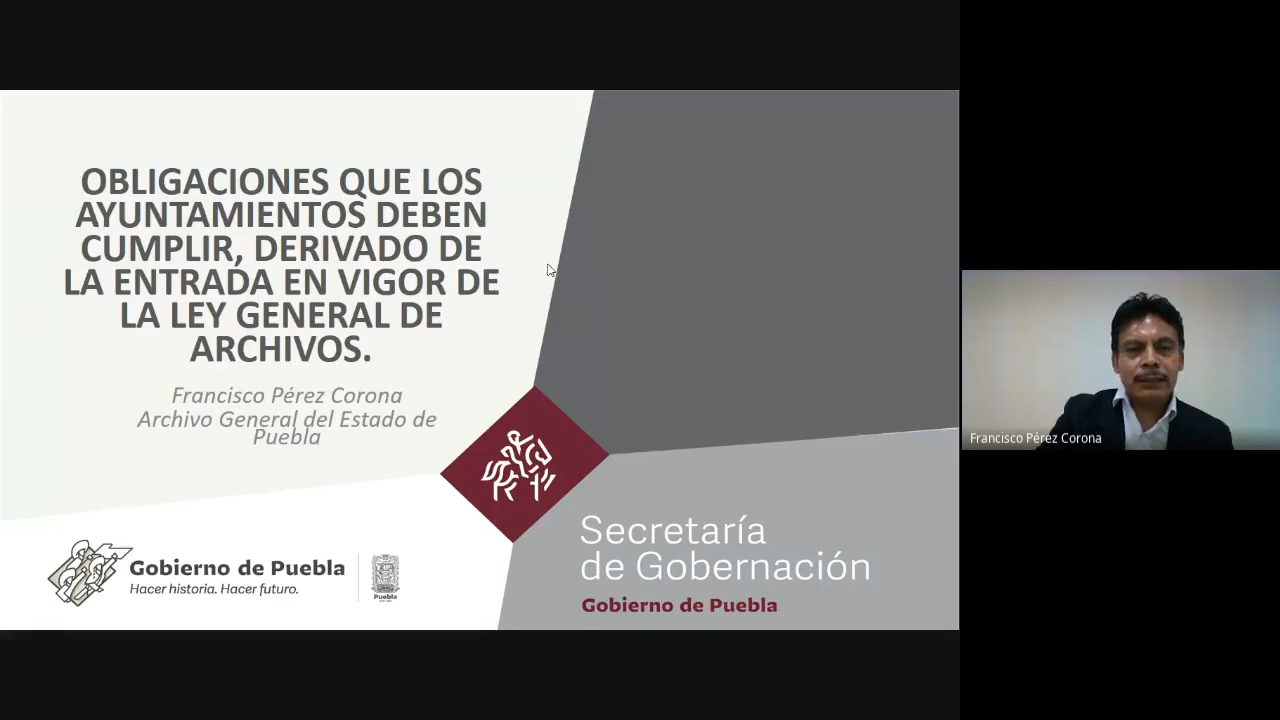 OBLIGACIONES QUE LOS
AYUNTAMIENTOS DEBEN
CUMPLIR, DERIVADO DE
LA ENTRADA EN VIGOR DE
LA LEY GENERAL DE
ARCHIVOS.
Francisco Pérez Corona
Archivo General del Estado de
Puebla
Gobierno de Puebla
Hacer historia. Hacer futuro.
Puebla
Secretaría
de Gobernación
Gobierno de Puebla
Francisco Pérez Corona